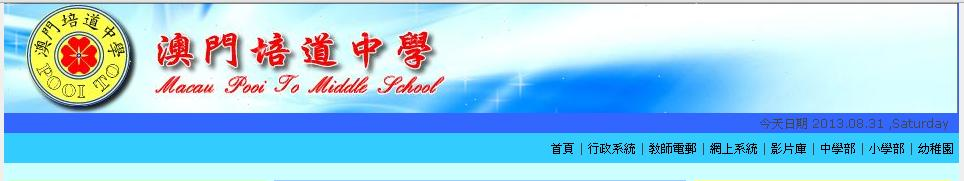 澳門培道中學
POOI TO
澳門培道中學
Macau Pooi To Middle School
今天日期 2013.08.31 ,Saturday
首頁 | 行政系統 | 教師電郵 | 網上系統 | 影片庫 | 中學部 | 小學部 | 幼稚園